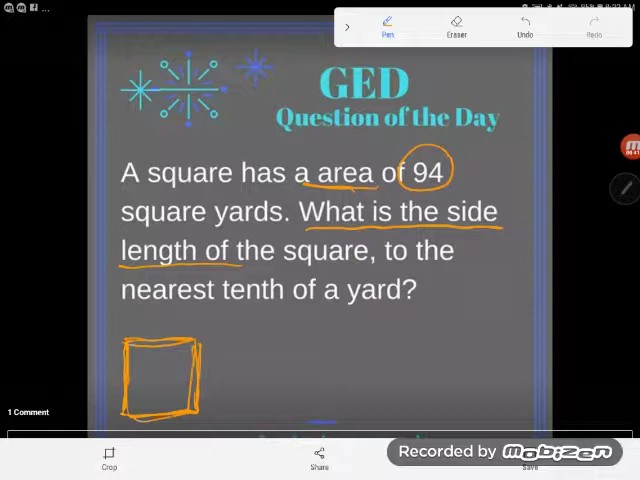 Pen
Eraser
Undo
Redo
GED
Question of the Day
A square has a area of 94
square yards. What is the side
length of the square, to the
nearest tenth of a yard?
1 Comment
Crop
Share
Save
Recorded by mobizen